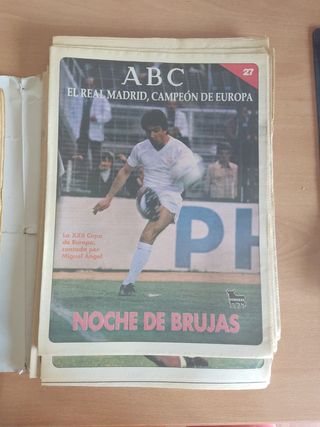 ABC
27
EL REAL MADRID, CAMPEÓN DE EUROPA
La XXII Copa
de Europa,
contada por
Miguel Ángel
PH
NOCHE DE BRUJAS